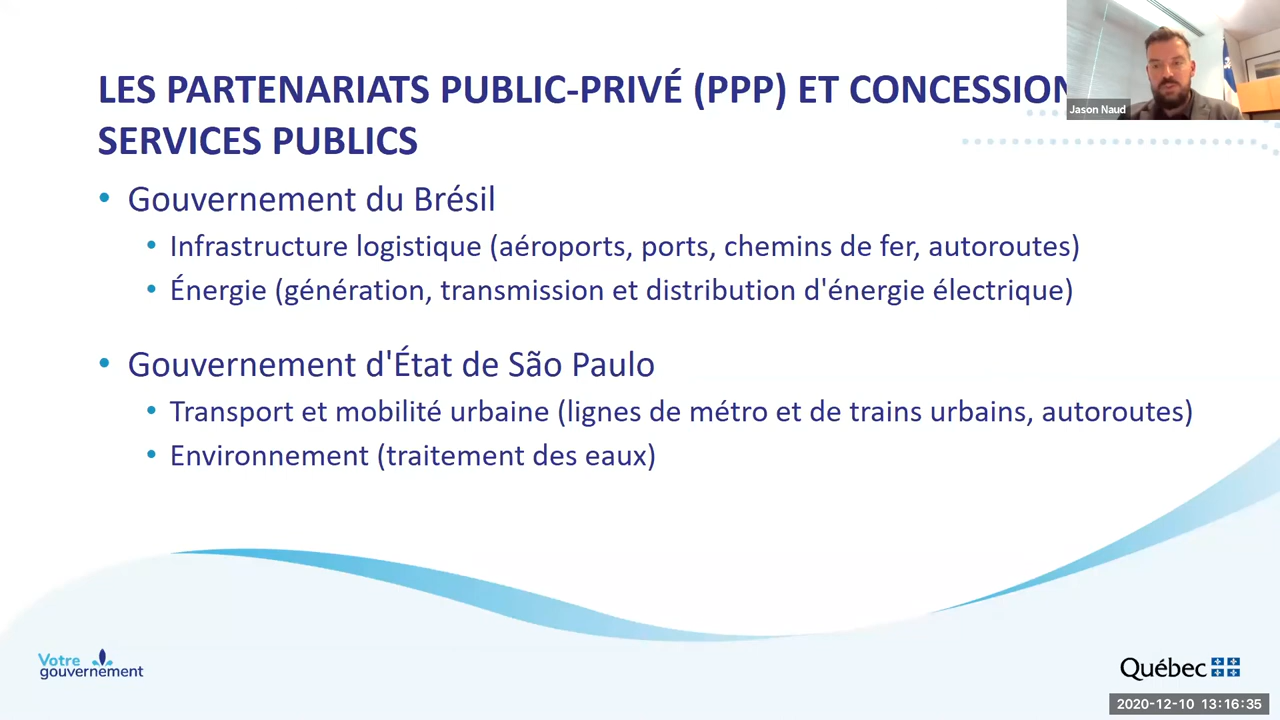 LES PARTENARIATS PUBLIC-PRIVÉ (PPP) ET CONCESSION
SERVICES PUBLICS
Jason Naud
• Gouvernement du Brésil
• Infrastructure logistique (aéroports, ports, chemins de fer, autoroutes)
• Énergie (génération, transmission et distribution d'énergie électrique)
• Gouvernement d'État de São Paulo
• Transport et mobilité urbaine (lignes de métro et de trains urbains, autoroutes)
• Environnement (traitement des eaux)
Votre
gouvernement
Québec
2020-12-10 13:16:35